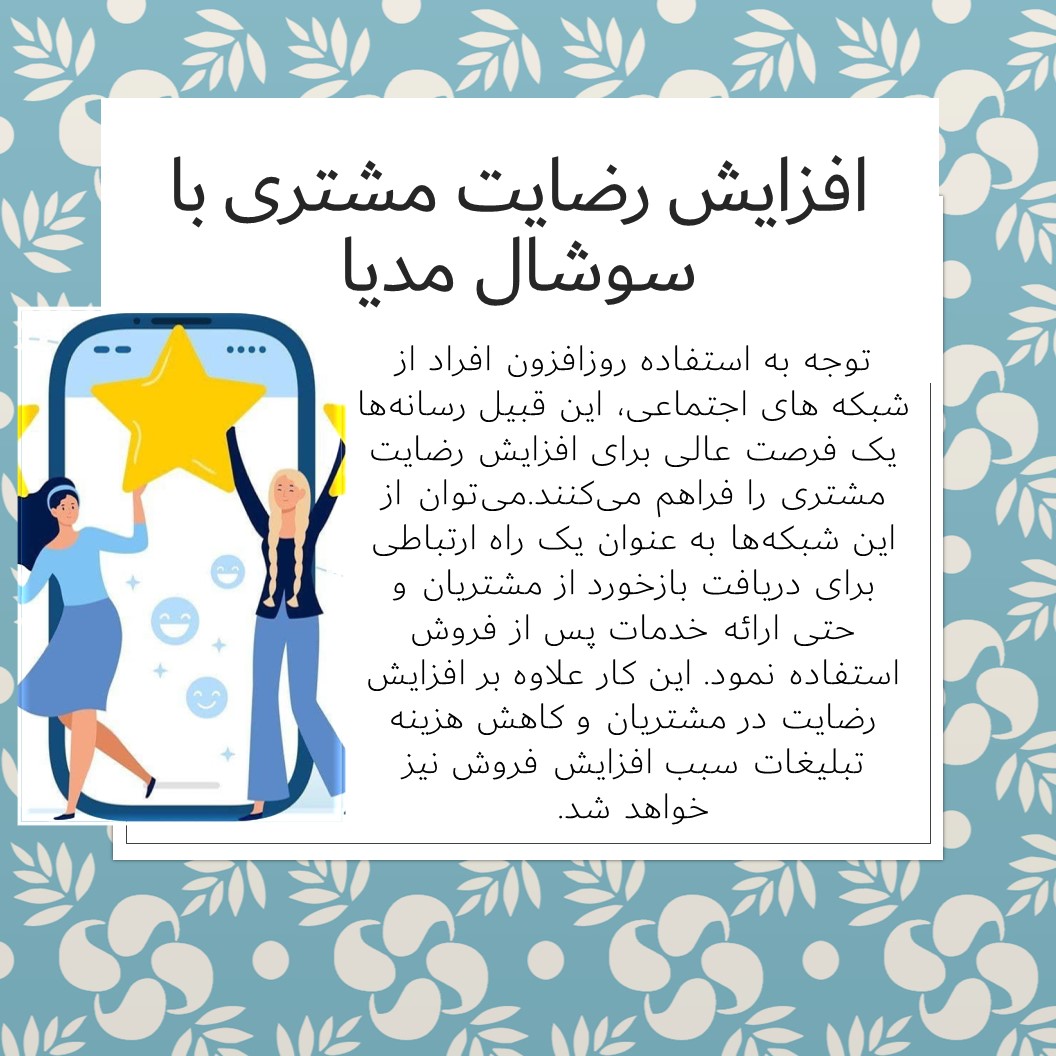 افزایش رضایت مشتری با
سوشال مدیا
توجه به استفاده روزافزون افراد از
شبکه های اجتماعی، این قبیل رسانه‌ها
یک فرصت عالی برای افزایش رضایت
مشتری را فراهم می‌کنند.می‌توان از
این شبکه‌ها به عنوان یک راه ارتباطی
برای دریافت بازخورد از مشتریان و
حتی ارائه خدمات پس از فروش
استفاده نمود. این کار علاوه بر افزایش
رضایت در مشتریان و کاهش هزینه
تبلیغات سبب افزایش فروش نیز
خواهد شد.